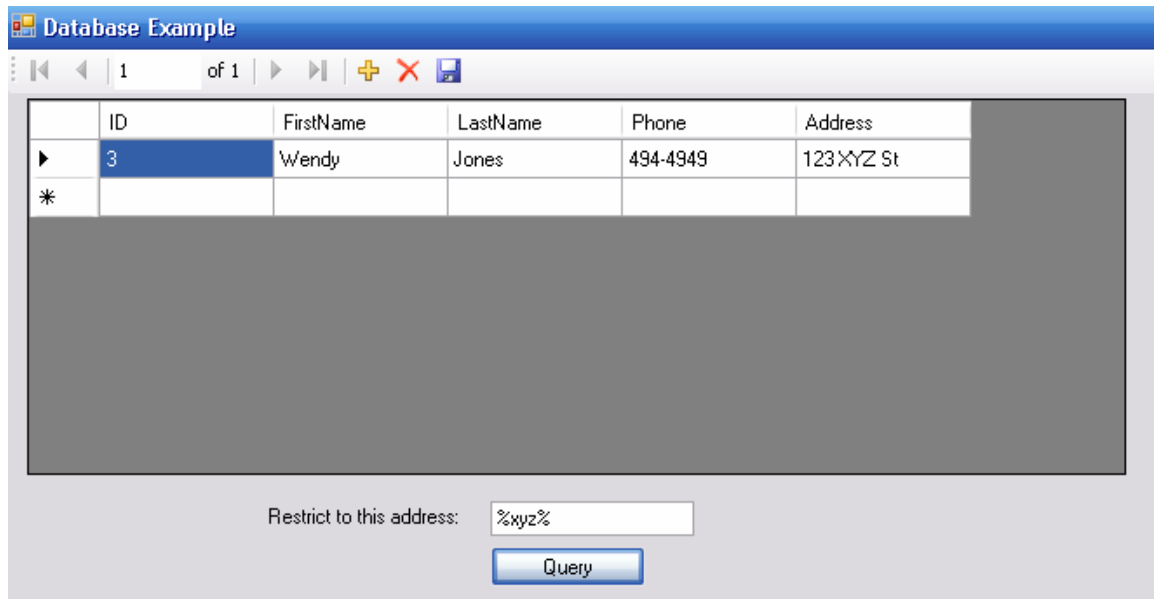 Database Example
1 of 1
ID FirstName LastName Phone Address
3 Wendy Jones 494-4949 123 XYZ St
Restrict to this address: %xyz%
Query